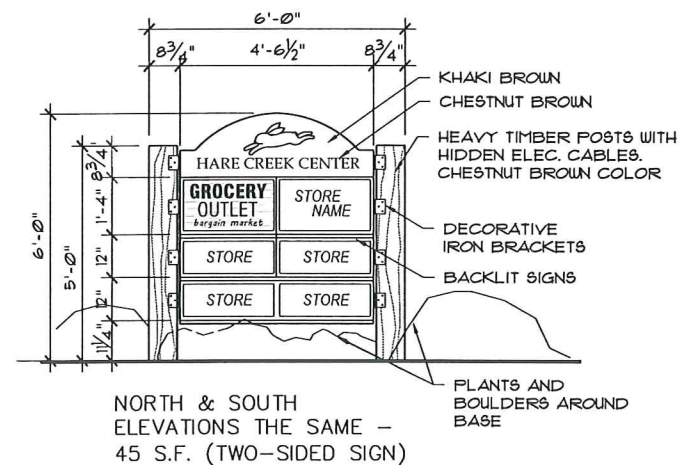 6'-0"
8 3/4" 4'-6 1/2" 8 3/4"
KHAKI BROWN
CHESTNUT BROWN
HEAVY TIMBER POSTS WITH
HIDDEN ELEC. CABLES.
CHESTNUT BROWN COLOR
DECORATIVE
IRON BRACKETS
BACKLIT SIGNS
PLANTS AND
BOULDERS AROUND
BASE
6'-0"
5'-0"
8 3/4"
1'-4"
12"
12"
11 1/4"
HARE CREEK CENTER
GROCERY
OUTLET
bargain market
STORE
NAME
STORE STORE
STORE STORE
NORTH & SOUTH
ELEVATIONS THE SAME –
45 S.F. (TWO-SIDED SIGN)